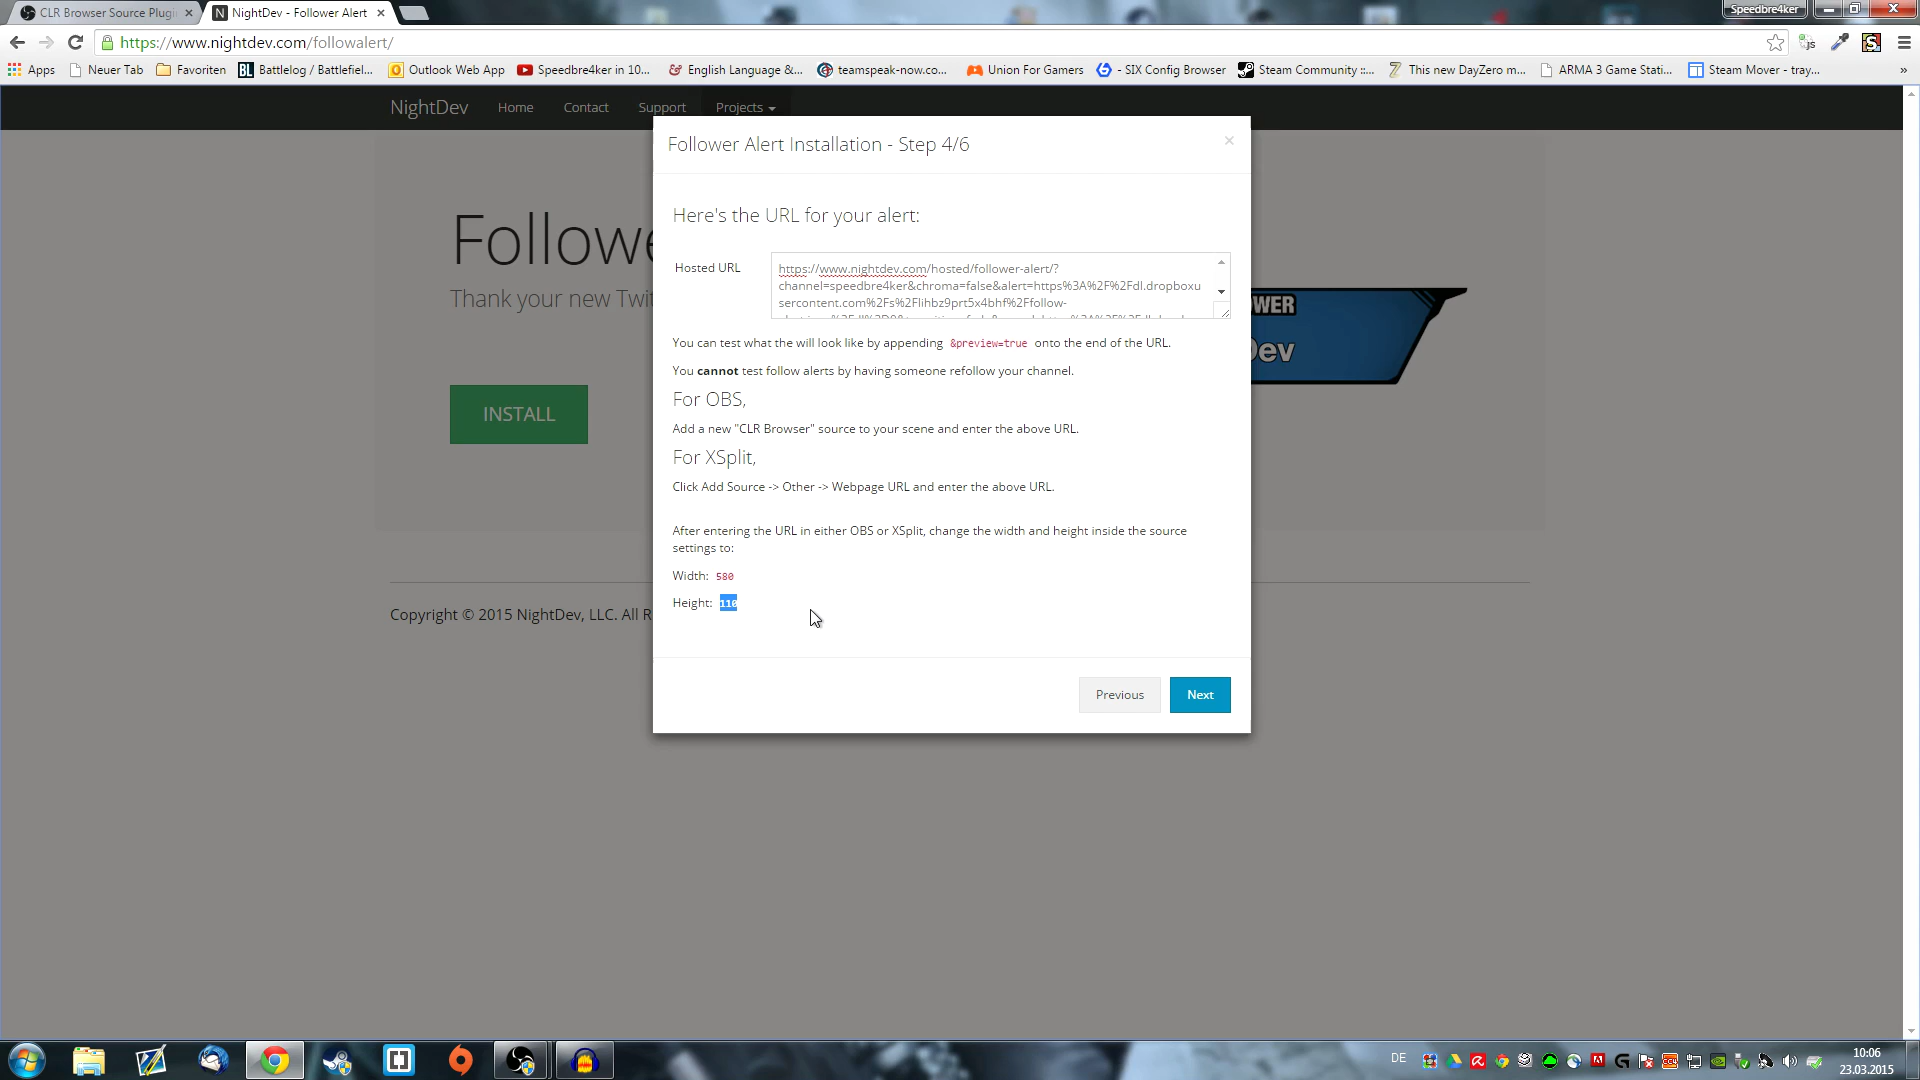 CLR Browser Source Plugi
NightDev - Follower Alert
Speedbre4ker
https://www.nightdev.com/followalert/
Apps
Neuer Tab
Favoriten
Battlelog / Battlefiel...
Outlook Web App
Speedbre4ker in 10...
English Language &...
teamspeak-now.co...
Union For Gamers
- SIX Config Browser
Steam Community ::...
This new DayZero m...
ARMA 3 Game Stati...
Steam Mover - tray...
»
NightDev
Home
Contact
Support
Projects
Follower Alert Installation - Step 4/6
Here's the URL for your alert:
Hosted URL
https://www.nightdev.com/hosted/follower-alert/?
channel=speedbre4ker&chroma=false&alert=https%3A%2F%2Fdl.dropboxu
sercontent.com%2Fs%2Flihbz9prt5x4bhf%2Ffollow-
You can test what the will look like by appending &preview=true onto the end of the URL.
You cannot test follow alerts by having someone refollow your channel.
For OBS,
Add a new "CLR Browser" source to your scene and enter the above URL.
For XSplit,
Click Add Source -> Other -> Webpage URL and enter the above URL.
After entering the URL in either OBS or XSplit, change the width and height inside the source
settings to:
Width: 580
Height: 110
Previous
Next
Followe
Thank your new Twi
INSTALL
OWER
Dev
Copyright © 2015 NightDev, LLC. All R
DE
10:06
23.03.2015